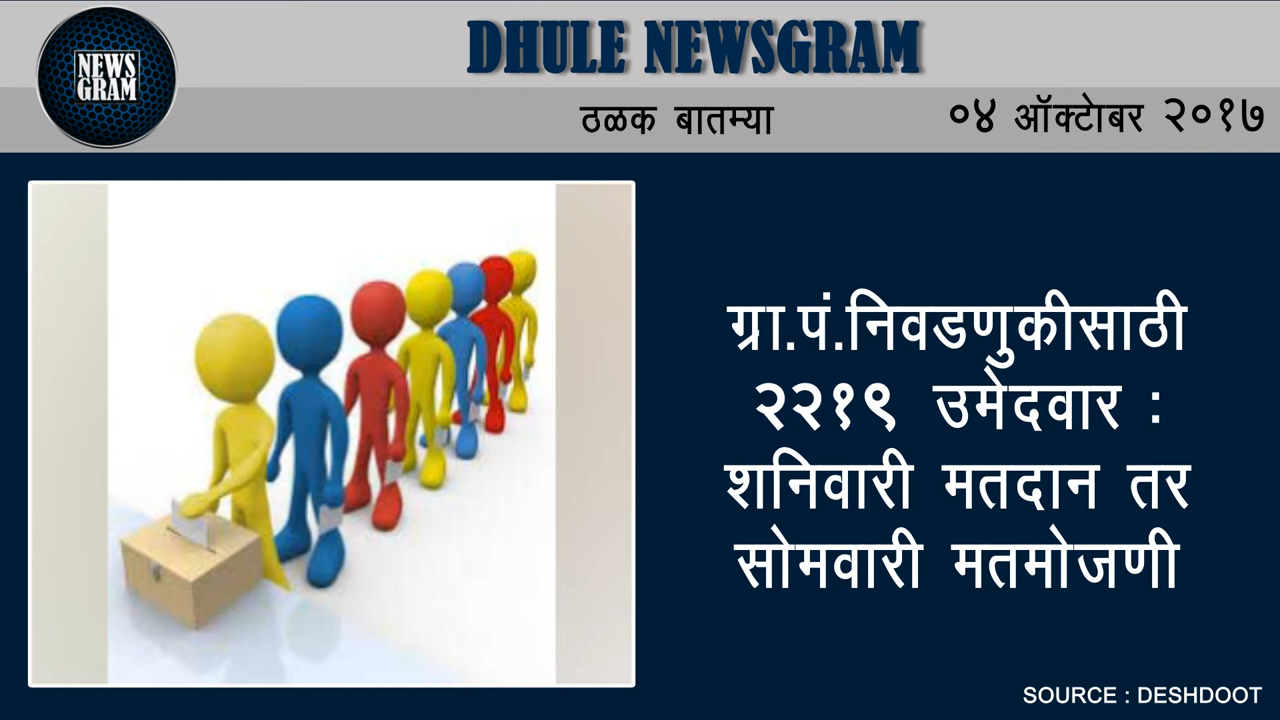 NEWS
GRAM
DHULE NEWSGRAM
ठळक बातम्या
०४ ऑक्टोबर २०१७
ग्रा.पं.निवडणुकीसाठी
२२१९ उमेदवार :
शनिवारी मतदान तर
सोमवारी मतमोजणी
SOURCE : DESHDOOT